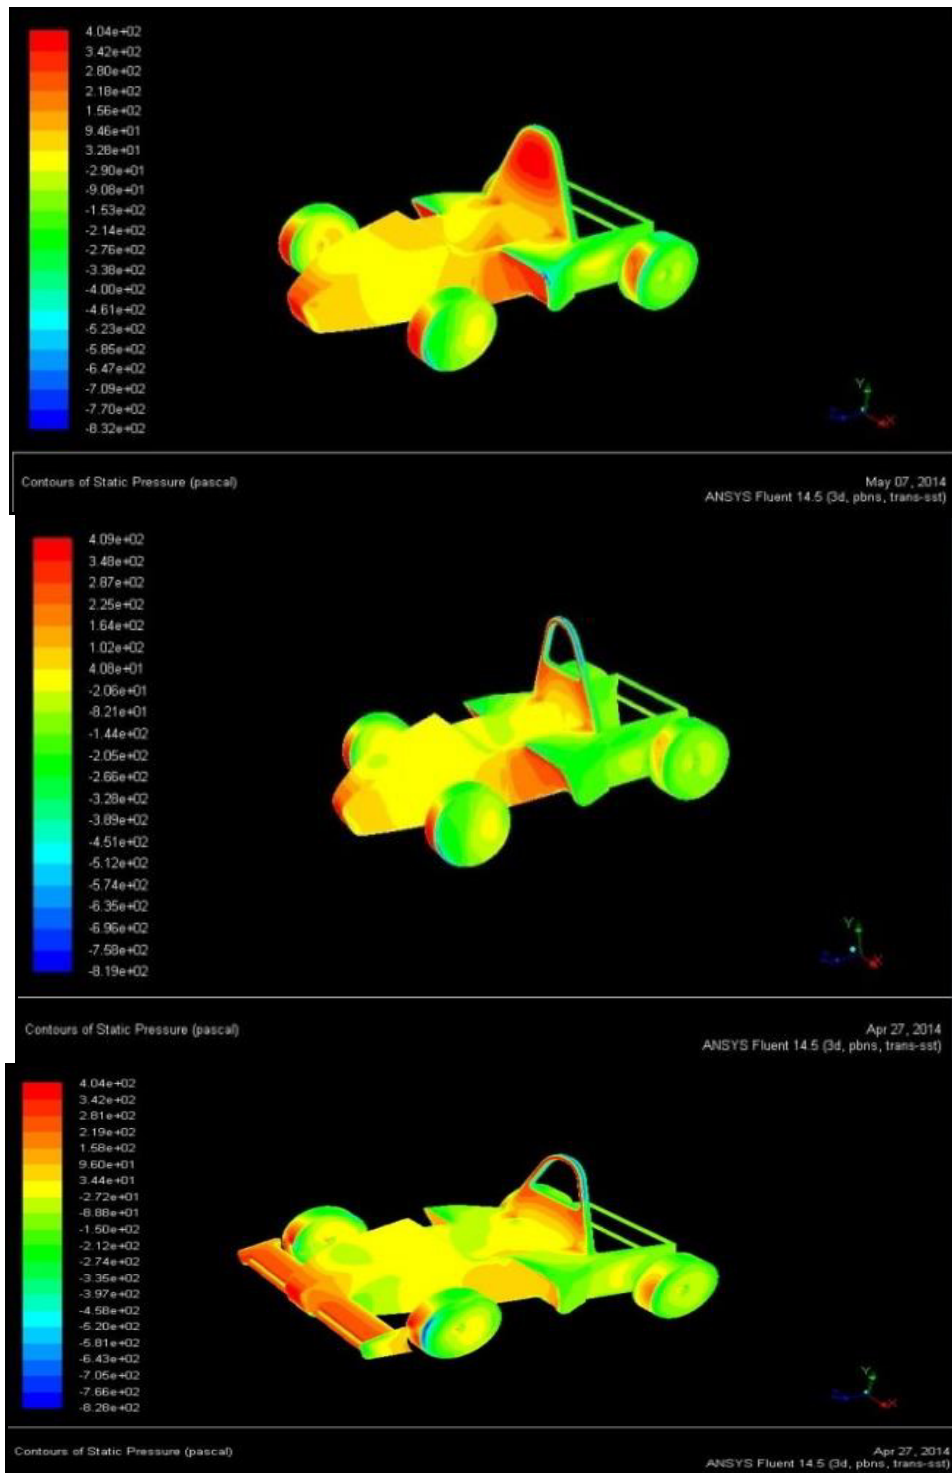 4.04e+02
3.42e+02
2.80e+02
2.18e+02
1.56e+02
9.46e+01
3.28e+01
-2.90e+01
-9.08e+01
-1.53e+02
-2.14e+02
-2.76e+02
-3.38e+02
-4.00e+02
-4.61e+02
-5.23e+02
-5.85e+02
-6.47e+02
-7.09e+02
-7.70e+02
-8.32e+02
Y
Z
X
Contours of Static Pressure (pascal)
May 07, 2014
ANSYS Fluent 14.5 (3d, pbns, trans-sst)
4.09e+02
3.48e+02
2.87e+02
2.25e+02
1.64e+02
1.02e+02
4.08e+01
-2.06e+01
-8.21e+01
-1.44e+02
-2.05e+02
-2.66e+02
-3.28e+02
-3.89e+02
-4.51e+02
-5.12e+02
-5.74e+02
-6.35e+02
-6.96e+02
-7.58e+02
-8.19e+02
Y
Z
X
Contours of Static Pressure (pascal)
Apr 27, 2014
ANSYS Fluent 14.5 (3d, pbns, trans-sst)
4.04e+02
3.42e+02
2.81e+02
2.19e+02
1.58e+02
9.60e+01
3.44e+01
-2.72e+01
-8.88e+01
-1.50e+02
-2.12e+02
-2.74e+02
-3.35e+02
-3.97e+02
-4.58e+02
-5.20e+02
-5.81e+02
-6.43e+02
-7.05e+02
-7.66e+02
-8.28e+02
Y
Z
X
Contours of Static Pressure (pascal)
Apr 27, 2014
ANSYS Fluent 14.5 (3d, pbns, trans-sst)